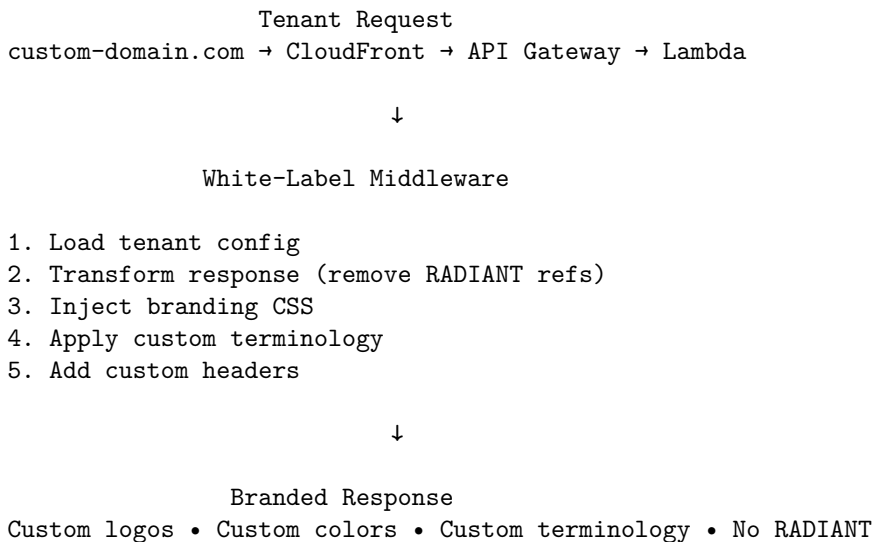 Tenant Request
custom-domain.com → CloudFront → API Gateway → Lambda
↓
White-Label Middleware
1. Load tenant config
2. Transform response (remove RADIANT refs)
3. Inject branding CSS
4. Apply custom terminology
5. Add custom headers
↓
Branded Response
Custom logos • Custom colors • Custom terminology • No RADIANT